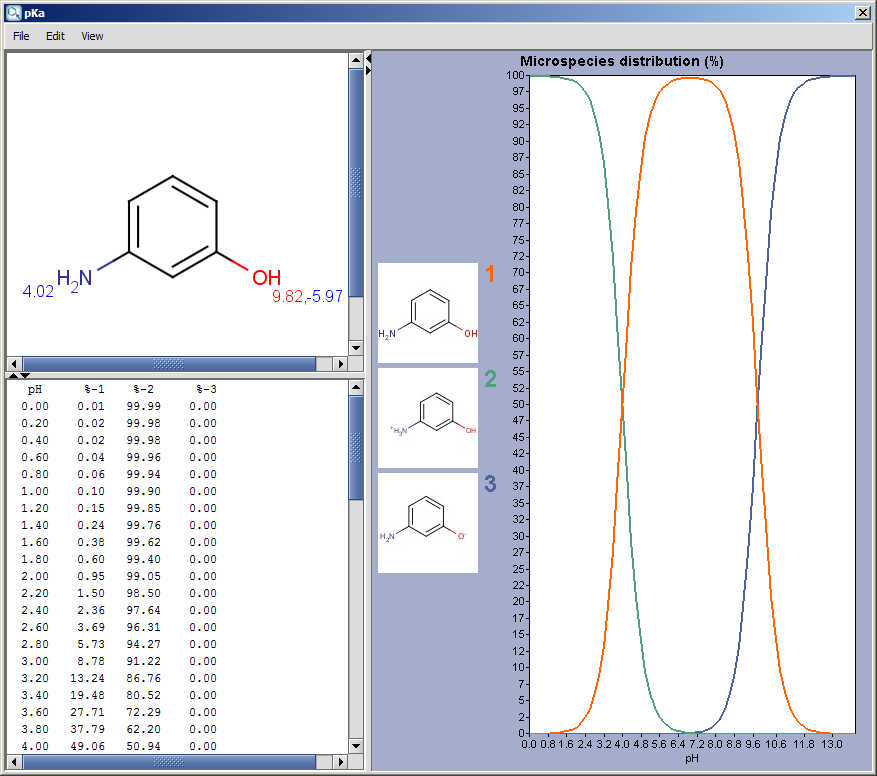 pKa
File Edit View
H2N
OH
4.02
9.82,-5.97
pH %-1 %-2 %-3
0.00 0.01 99.99 0.00
0.20 0.02 99.98 0.00
0.40 0.02 99.98 0.00
0.60 0.04 99.96 0.00
0.80 0.06 99.94 0.00
1.00 0.10 99.90 0.00
1.20 0.15 99.85 0.00
1.40 0.24 99.76 0.00
1.60 0.38 99.62 0.00
1.80 0.60 99.40 0.00
2.00 0.95 99.05 0.00
2.20 1.50 98.50 0.00
2.40 2.36 97.64 0.00
2.60 3.69 96.31 0.00
2.80 5.73 94.27 0.00
3.00 8.78 91.22 0.00
3.20 13.24 86.76 0.00
3.40 19.48 80.52 0.00
3.60 27.71 72.29 0.00
3.80 37.79 62.20 0.00
4.00 49.06 50.94 0.00
1
H2N
OH
2
+H3N
OH
3
H2N
O-
Microspecies distribution (%)
100
97
95
92
90
87
85
82
80
77
75
72
70
67
65
62
60
57
55
52
50
47
45
42
40
37
35
32
30
27
25
22
20
17
15
12
10
7
5
2
0
0.0 0.8 1.6 2.4 3.2 4.0 4.8 5.6 6.4 7.2 8.0 8.8 9.6 10.6 11.8 13.0
pH